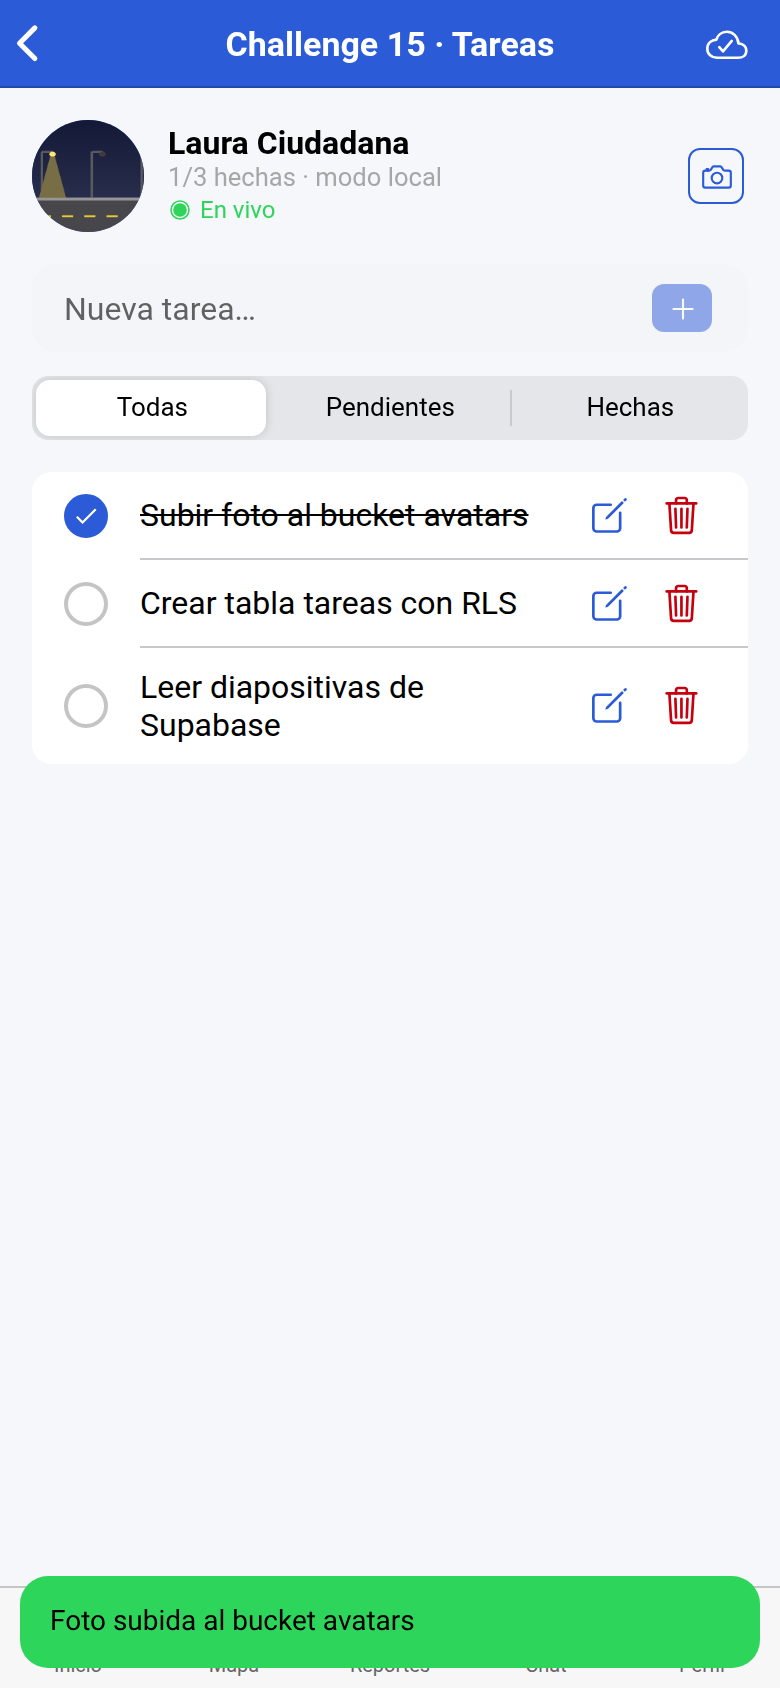 Challenge 15 · Tareas
Laura Ciudadana
1/3 hechas · modo local
En vivo
Nueva tarea...
Todas
Pendientes
Hechas
Subir foto al bucket avatars
Crear tabla tareas con RLS
Leer diapositivas de
Supabase
Foto subida al bucket avatars